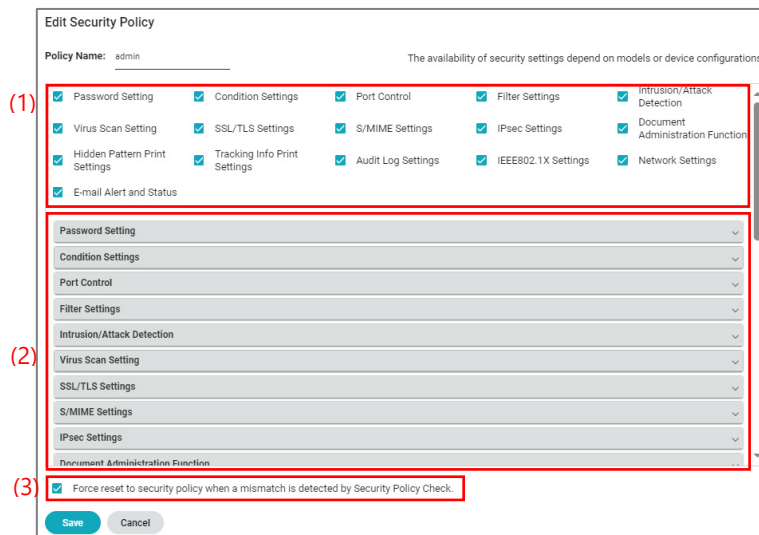 Edit Security Policy
Policy Name: admin
The availability of security settings depend on models or device configurations
(1)
Password Setting
Condition Settings
Port Control
Filter Settings
Intrusion/Attack
Detection
Virus Scan Setting
SSL/TLS Settings
S/MIME Settings
IPsec Settings
Document
Administration Function
Hidden Pattern Print
Settings
Tracking Info Print
Settings
Audit Log Settings
IEEE802.1X Settings
Network Settings
E-mail Alert and Status
(2)
Password Setting
Condition Settings
Port Control
Filter Settings
Intrusion/Attack Detection
Virus Scan Setting
SSL/TLS Settings
S/MIME Settings
IPsec Settings
Document Administration Function
(3)
Force reset to security policy when a mismatch is detected by Security Policy Check.
Save
Cancel